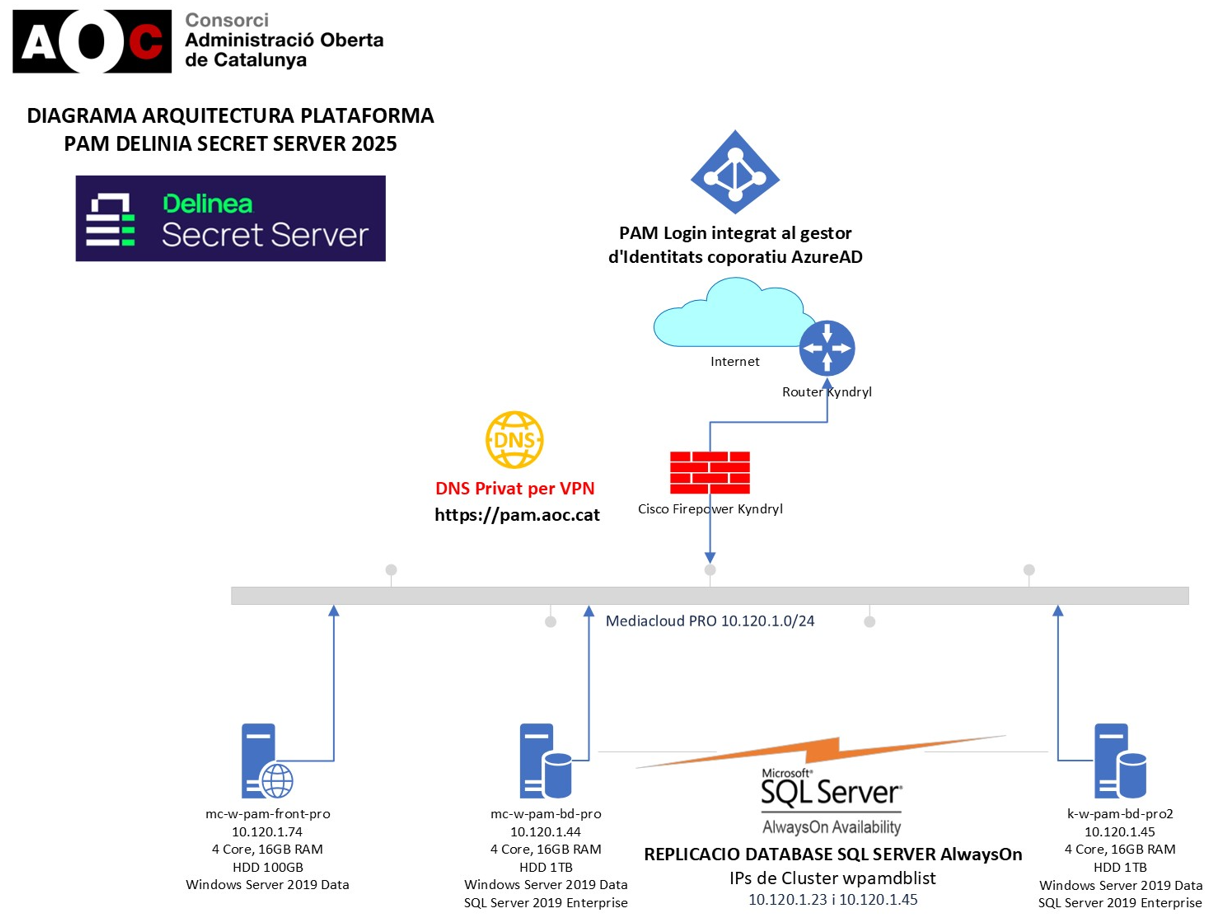 AOC
Consorci
Administració Oberta
de Catalunya
DIAGRAMA ARQUITECTURA PLATAFORMA
PAM DELINIA SECRET SERVER 2025
Delinea
Secret Server
PAM Login integrat al gestor
d'Identitats coporatiu AzureAD
Internet
Router Kyndryl
DNS
DNS Privat per VPN
https://pam.aoc.cat
Cisco Firepower Kyndryl
Mediacloud PRO 10.120.1.0/24
mc-w-pam-front-pro
10.120.1.74
4 Core, 16GB RAM
HDD 100GB
Windows Server 2019 Data
mc-w-pam-bd-pro
10.120.1.44
4 Core, 16GB RAM
HDD 1TB
Windows Server 2019 Data
SQL Server 2019 Enterprise
Microsoft®
SQL Server®
AlwaysOn Availability
REPLICACIO DATABASE SQL SERVER AlwaysOn
IPs de Cluster wpamdblist
10.120.1.23 i 10.120.1.45
k-w-pam-bd-pro2
10.120.1.45
4 Core, 16GB RAM
HDD 1TB
Windows Server 2019 Data
SQL Server 2019 Enterprise